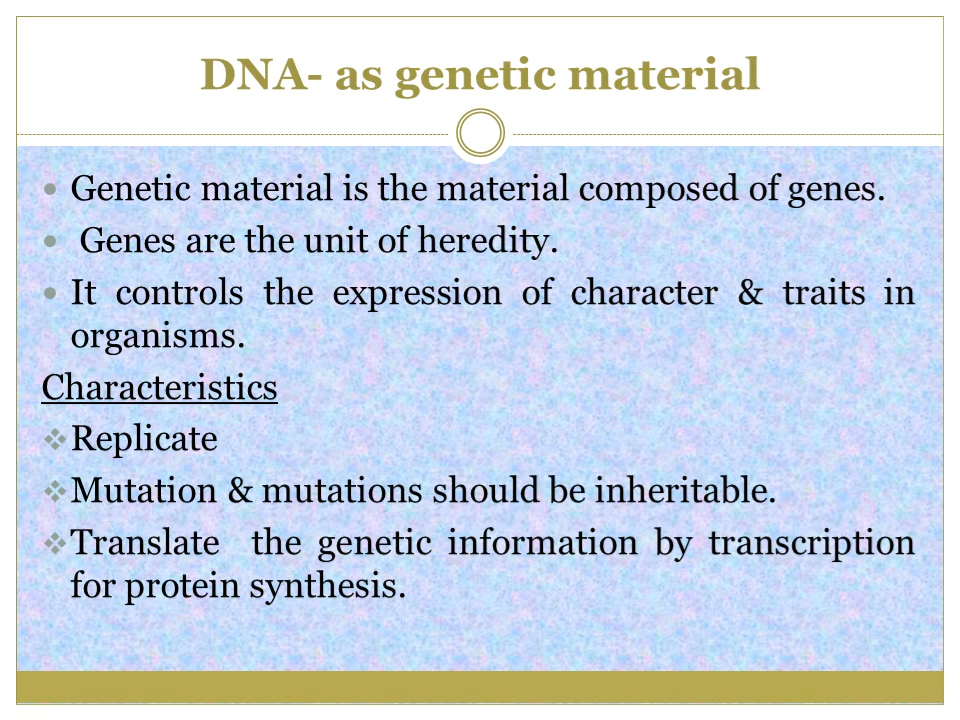 DNA- as genetic material
• Genetic material is the material composed of genes.
• Genes are the unit of heredity.
• It controls the expression of character & traits in
organisms.
Characteristics
❖ Replicate
❖ Mutation & mutations should be inheritable.
❖ Translate the genetic information by transcription
for protein synthesis.